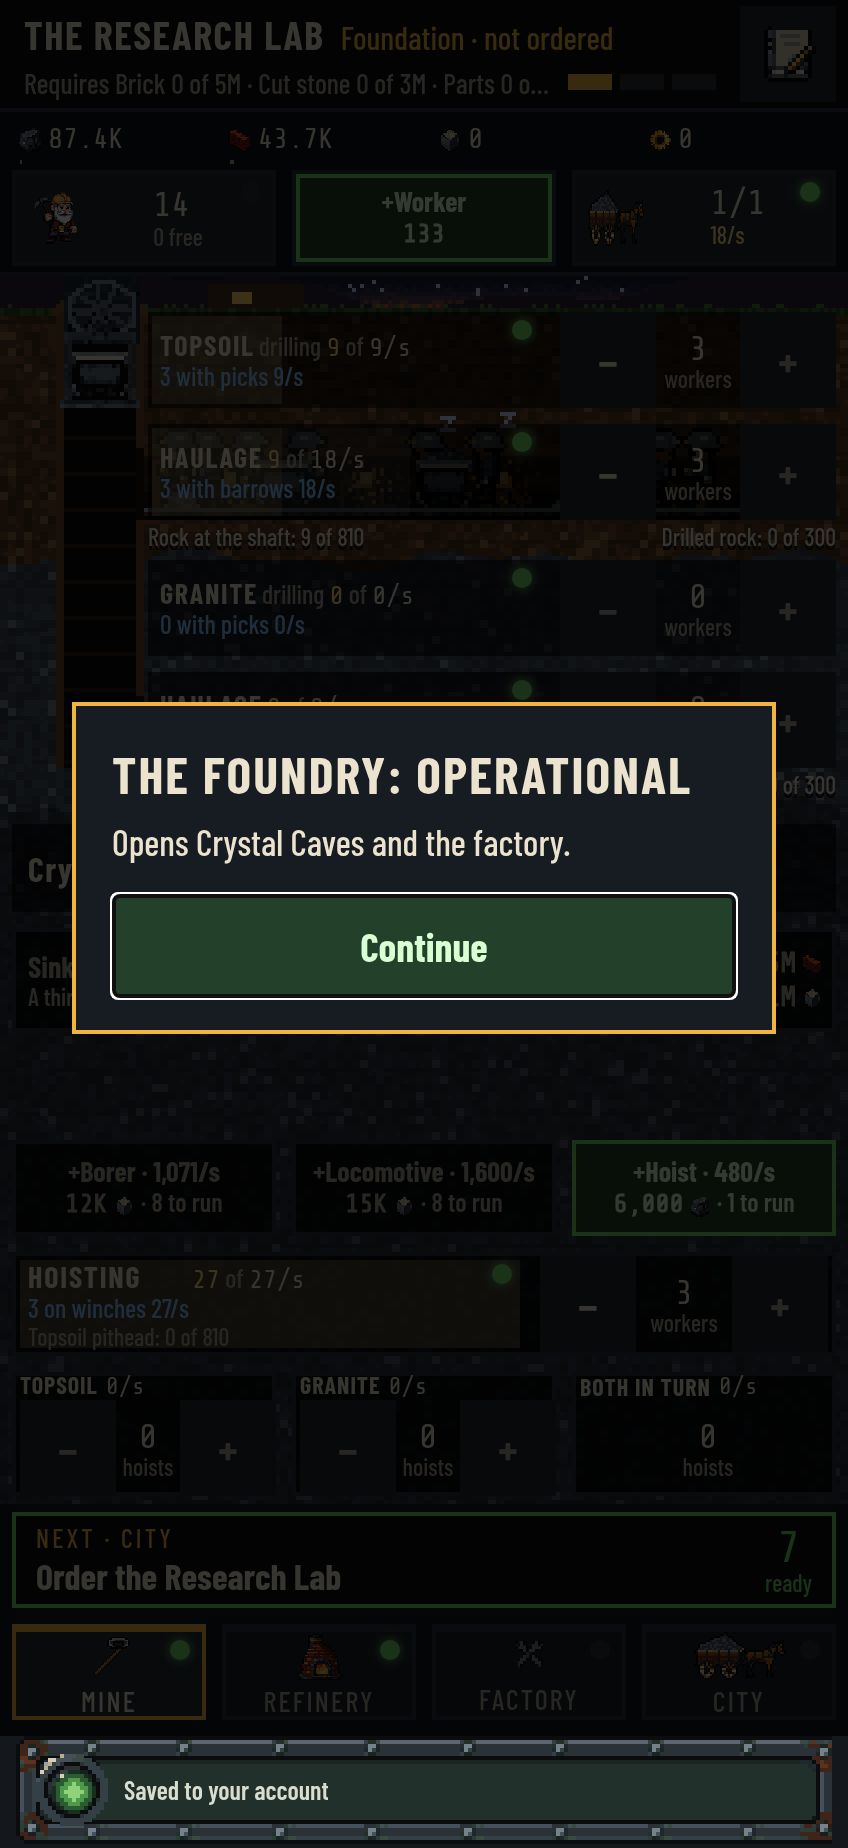 THE RESEARCH LAB Foundation · not ordered
Requires Brick 0 of 5M · Cut stone 0 of 3M · Parts 0 o...
87.4K 43.7K 0 0
14
0 free
+Worker
133
1/1
18/s
TOPSOIL drilling 9 of 9/s
3 with picks 9/s
− 3 workers +
HAULAGE 9 of 18/s
3 with barrows 18/s
− 3 workers +
Rock at the shaft: 9 of 810 Drilled rock: 0 of 300
GRANITE drilling 0 of 0/s
0 with picks 0/s
− 0 workers +
+
of 300
THE FOUNDRY: OPERATIONAL
Opens Crystal Caves and the factory.
Continue
Cry
Sink
A thir
M
M
+Borer · 1,071/s
12K · 8 to run
+Locomotive · 1,600/s
15K · 8 to run
+Hoist · 480/s
6,000 · 1 to run
HOISTING 27 of 27/s
3 on winches 27/s
Topsoil pithead: 0 of 810
− 3 workers +
TOPSOIL 0/s
− 0 hoists +
GRANITE 0/s
− 0 hoists +
BOTH IN TURN 0/s
0 hoists
NEXT · CITY
Order the Research Lab
7
ready
MINE REFINERY FACTORY CITY
Saved to your account